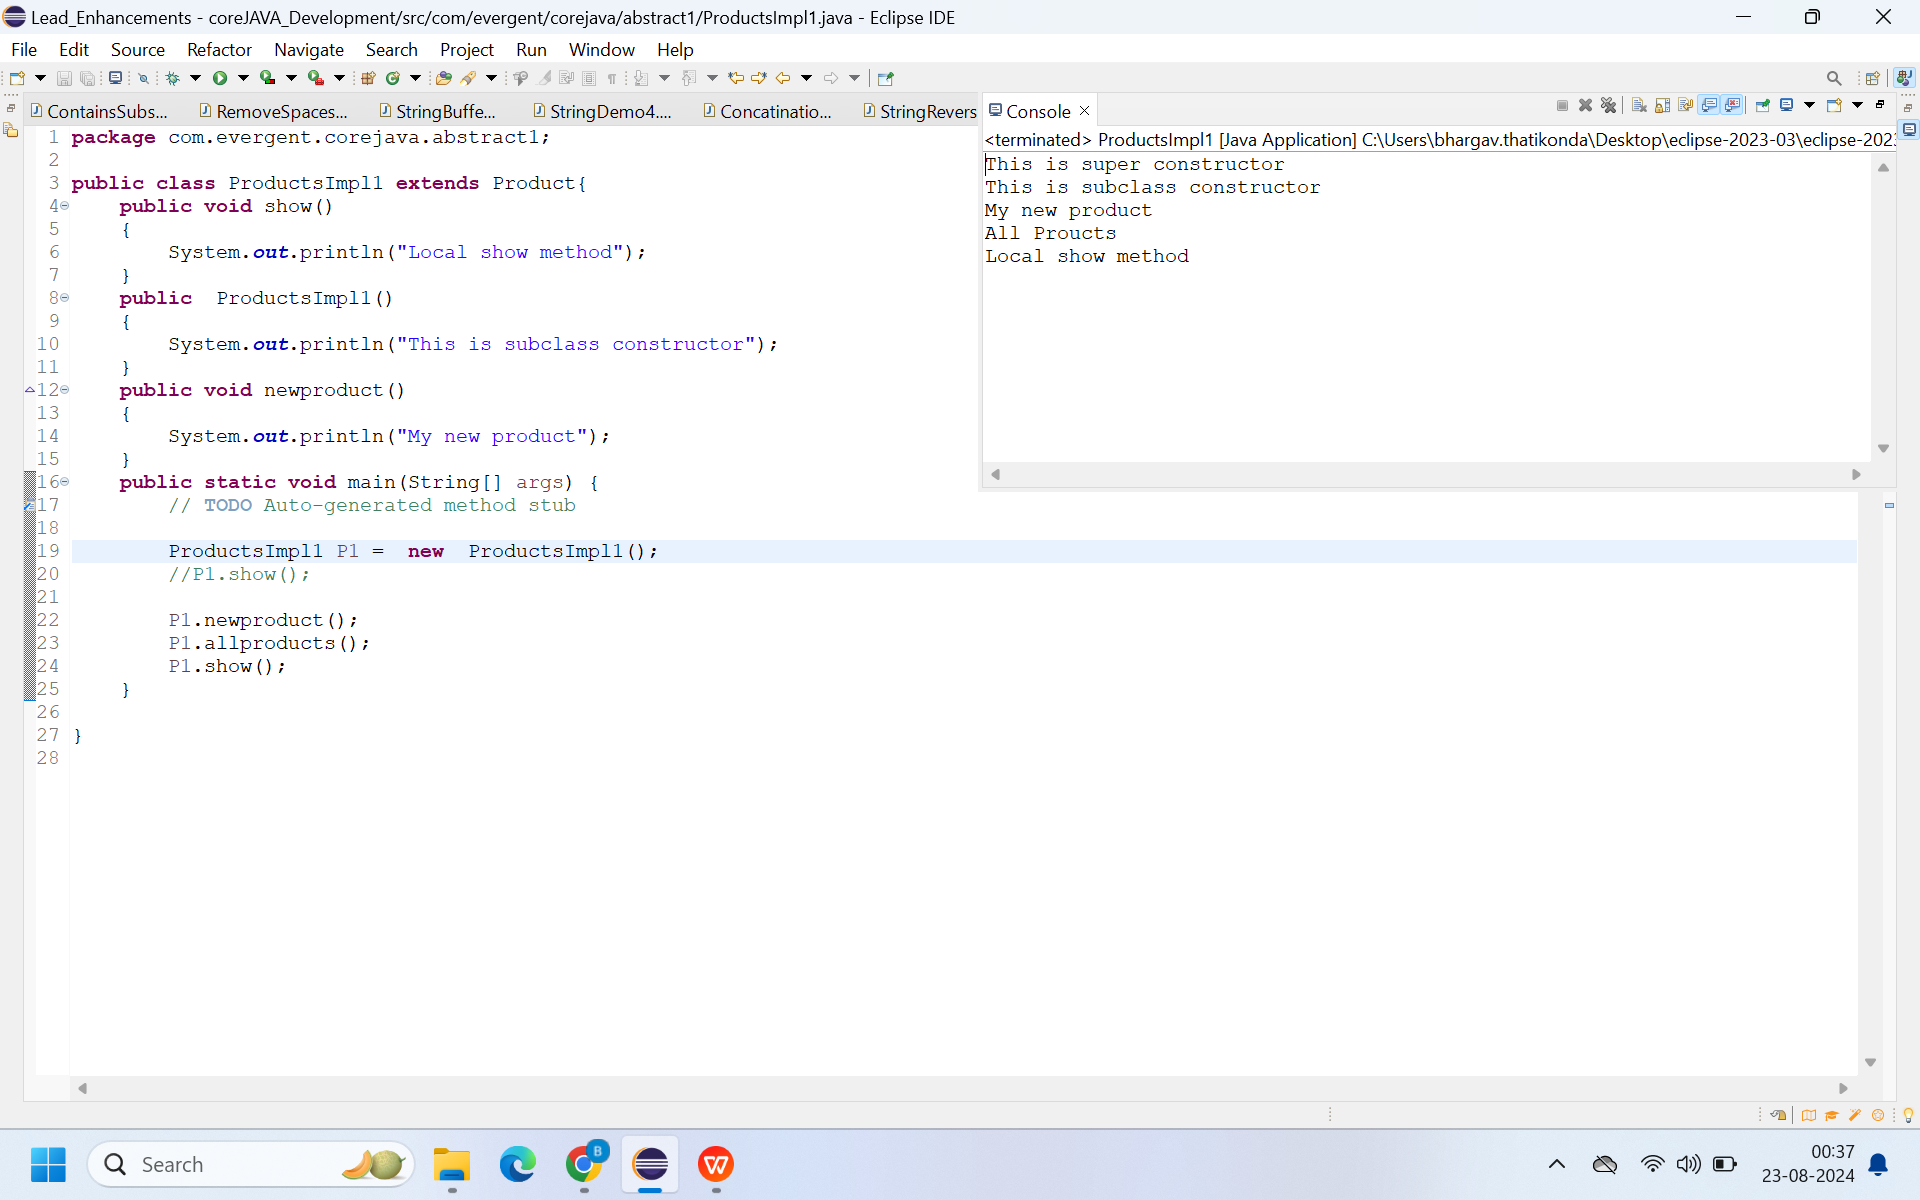 Lead_Enhancements - coreJAVA_Development/src/com/evergent/corejava/abstract1/ProductsImpl1.java - Eclipse IDE
File Edit Source Refactor Navigate Search Project Run Window Help
ContainsSubs... RemoveSpaces... StringBuffe... StringDemo4.... Concatinatio... StringRevers
1 package com.evergent.corejava.abstract1;
2
3 public class ProductsImpl1 extends Product{
4 public void show()
5 {
6 System.out.println("Local show method");
7 }
8 public  ProductsImpl1()
9 {
10 System.out.println("This is subclass constructor");
11 }
12 public void newproduct()
13 {
14 System.out.println("My new product");
15 }
16 public static void main(String[] args) {
17 // TODO Auto-generated method stub
18
19 ProductsImpl1 P1 =  new  ProductsImpl1();
20 //P1.show();
21
22 P1.newproduct();
23 P1.allproducts();
24 P1.show();
25 }
26
27 }
28
Console
<terminated> ProductsImpl1 [Java Application] C:\Users\bhargav.thatikonda\Desktop\eclipse-2023-03\eclipse-202
This is super constructor
This is subclass constructor
My new product
All Proucts
Local show method
Search
B
W
00:37
23-08-2024